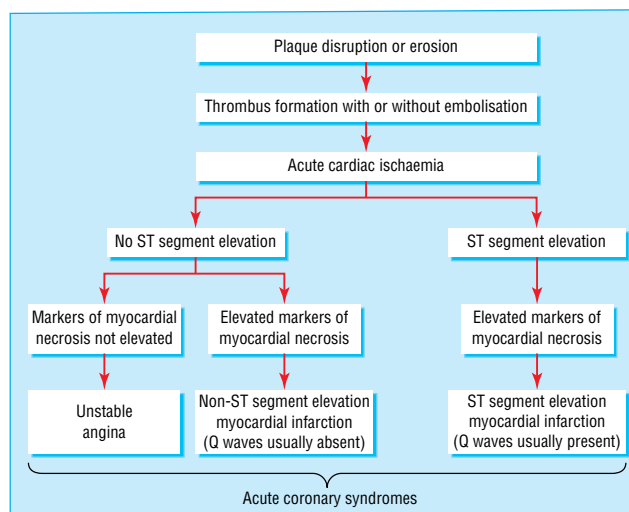 Plaque disruption or erosion
Thrombus formation with or without embolisation
Acute cardiac ischaemia
No ST segment elevation
ST segment elevation
Markers of myocardial
necrosis not elevated
Elevated markers of
myocardial necrosis
Elevated markers of
myocardial necrosis
Unstable
angina
Non-ST segment elevation
myocardial infarction
(Q waves usually absent)
ST segment elevation
myocardial infarction
(Q waves usually present)
Acute coronary syndromes